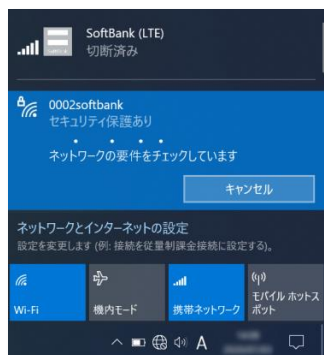 SoftBank (LTE)
切断済み
0002softbank
セキュリティ保護あり
ネットワークの要件をチェックしています
キャンセル
ネットワークとインターネットの設定
設定を変更します (例: 接続を従量制課金接続に設定する)。
Wi-Fi
機内モード
携帯ネットワーク
モバイル ホットス
ポット
A